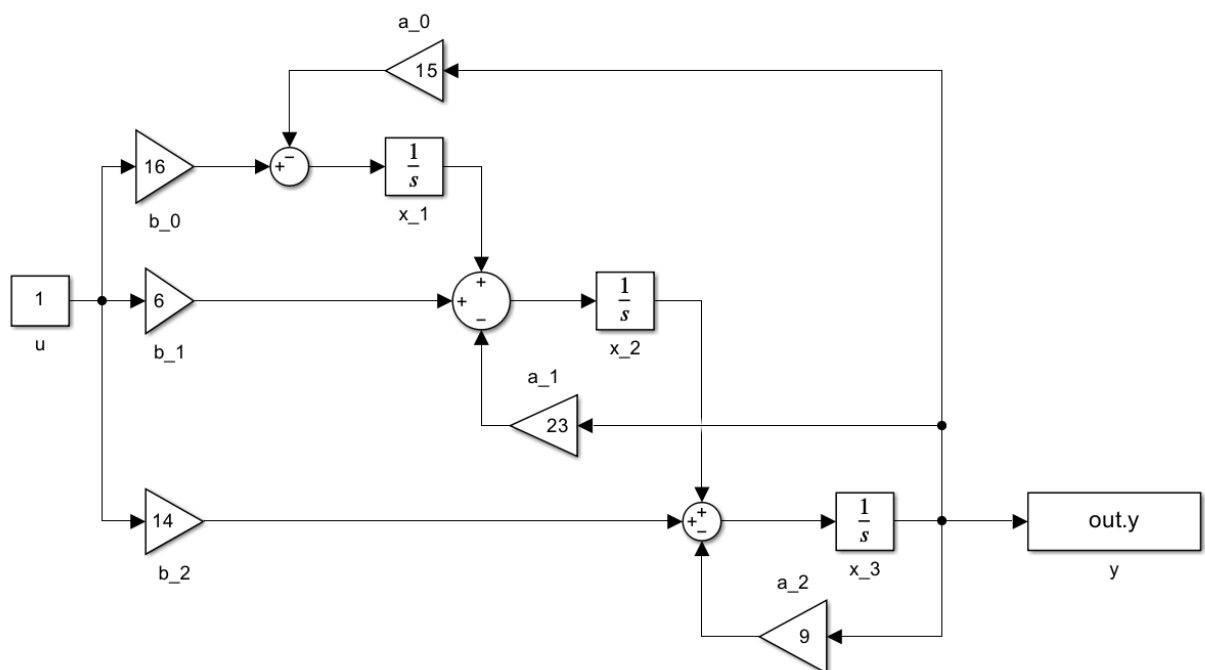 a_0
15
16
b_0
+
−
1
s
x_1
1
u
6
b_1
+
+
−
1
s
x_2
a_1
23
14
b_2
+
+
−
1
s
x_3
out.y
y
a_2
9